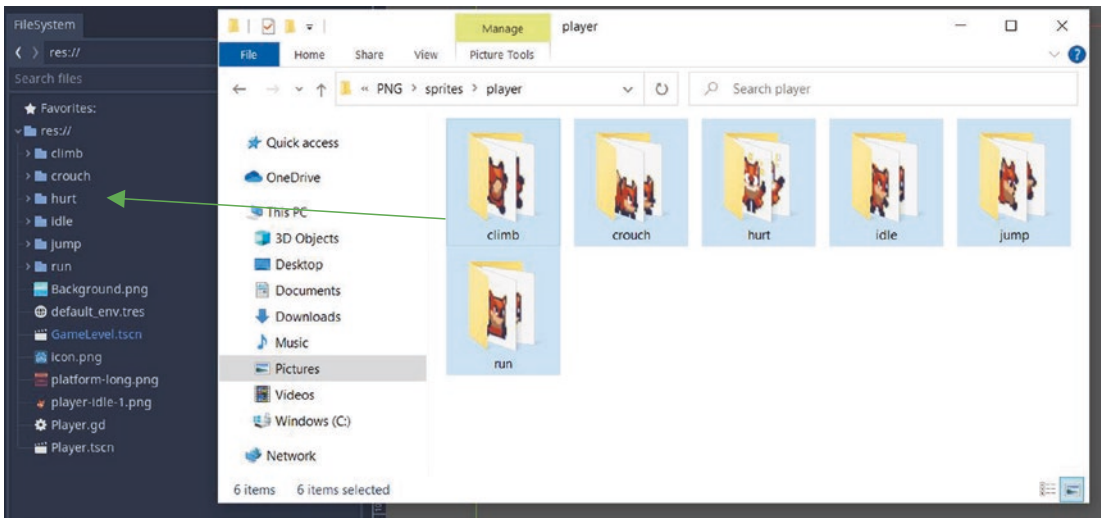 FileSystem
res://
Search files
Favorites:
res://
climb
crouch
hurt
idle
jump
run
Background.png
default_env.tres
GameLevel.tscn
icon.png
platform-long.png
player-idle-1.png
Player.gd
Player.tscn
Manage
player
File
Home
Share
View
Picture Tools
« PNG > sprites > player
Search player
Quick access
OneDrive
This PC
3D Objects
Desktop
Documents
Downloads
Music
Pictures
Videos
Windows (C:)
Network
climb
crouch
hurt
idle
jump
run
6 items
6 items selected